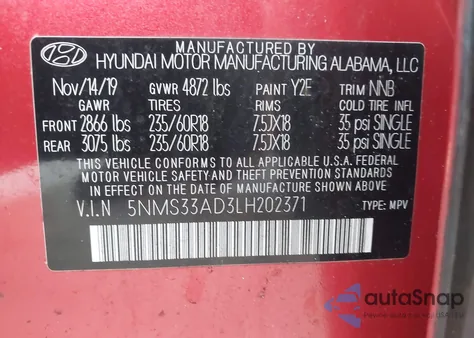 MANUFACTURED BY
HYUNDAI MOTOR MANUFACTURING ALABAMA, LLC
Nov/14/19 GVWR 4872 lbs PAINT Y2E TRIM NNB
GAWR TIRES RIMS COLD TIRE INFL
FRONT 2866 lbs 235/60R18 7.5JX18 35 psi SINGLE
REAR 3075 lbs 235/60R18 7.5JX18 35 psi SINGLE
THIS VEHICLE CONFORMS TO ALL APPLICABLE U.S.A. FEDERAL
MOTOR VEHICLE SAFETY, BUMPER, AND
THEFT PREVENTION STANDARDS IN EFFECT ON
THE DATE OF MANUFACTURE SHOWN ABOVE.
V.I.N 5NMS33AD3LH202371 TYPE: MPV
autoSnap